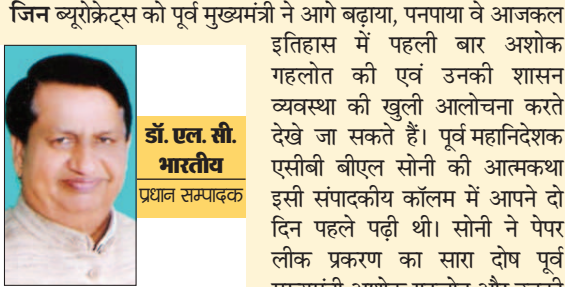 जिन ब्यूरोक्रेट्स को पूर्व मुख्यमंत्री ने आगे बढ़ाया, पनपाया वे आजकल
इतिहास में पहली बार अशोक
गहलोत की एवं उनकी शासन
व्यवस्था की खुली आलोचना करते
देखे जा सकते हैं। पूर्व महानिदेशक
एसीबी बीएल सोनी की आत्मकथा
इसी संपादकीय कॉलम में आपने दो
दिन पहले पढ़ी थी। सोनी ने पेपर
लीक प्रकरण का सारा दोष पूर्व
डॉ. एल. सी.
भारतीय
प्रधान सम्पादक